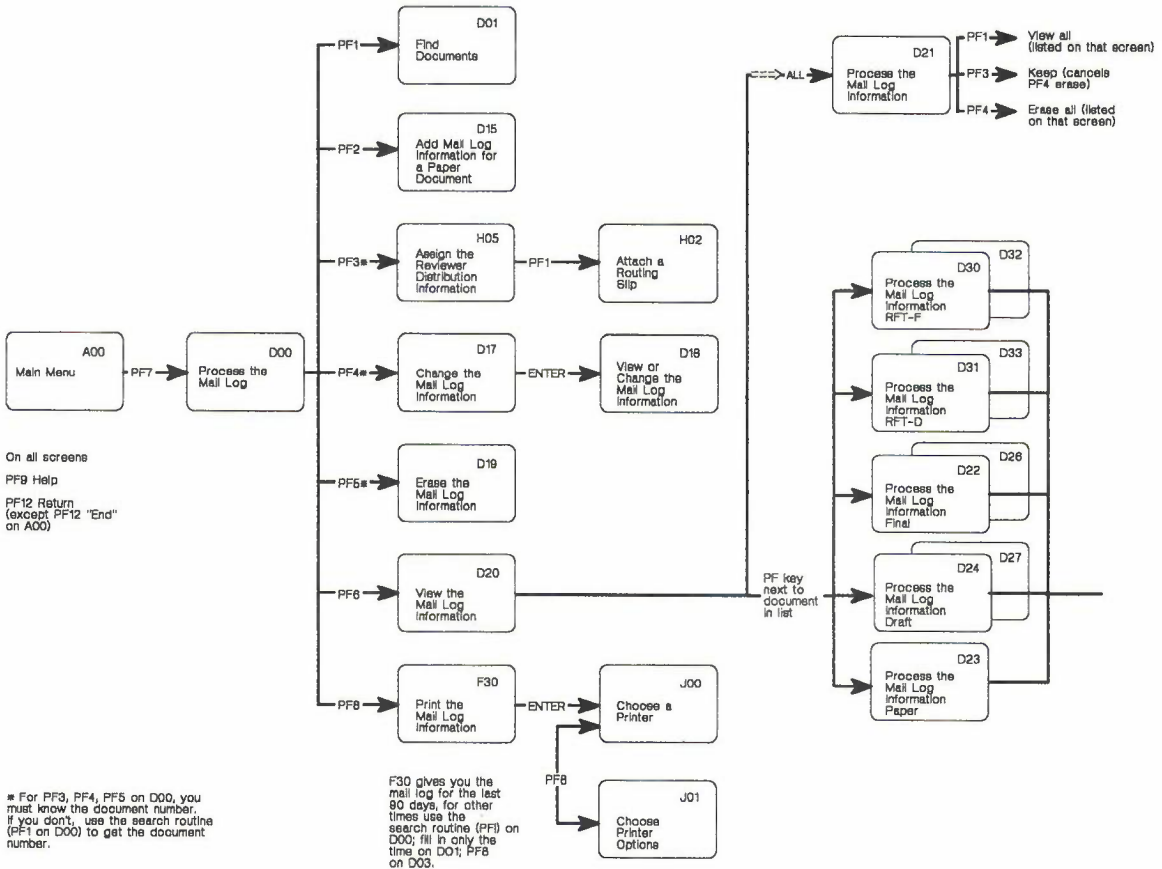 A00
Main Menu
PF7
D00
Process the
Mail Log
On all screens
PF9 Help
PF12 Return
(except PF12 "End"
on A00)
PF1
D01
Find
Documents
PF2
D15
Add Mail Log
Information for
a Paper
Document
PF3*
H05
Assign the
Reviewer
Distribution
Information
PF1
H02
Attach a
Routing
Slip
PF4*
D17
Change the
Mail Log
Information
ENTER
D18
View or
Change the
Mail Log
Information
PF5*
D19
Erase the
Mail Log
Information
PF6
D20
View the
Mail Log
Information
PF8
F30
Print the
Mail Log
Information
ENTER
J00
Choose a
Printer
PF8
J01
Choose
Printer
Options
===> ALL
D21
Process the
Mail Log
Information
PF1
View all
(listed on that screen)
PF3
Keep (cancels
PF4 erase)
PF4
Erase all (listed
on that screen)
PF key
next to
document
in list
D32
D30
Process the
Mail Log
Information
RFT-F
D33
D31
Process the
Mail Log
Information
RFT-D
D26
D22
Process the
Mail Log
Information
Final
D27
D24
Process the
Mail Log
Information
Draft
D23
Process the
Mail Log
Information
Paper
* For PF3, PF4, PF5 on D00, you
must know the document number.
If you don't, use the search routine
(PF1 on D00) to get the document
number.
F30 gives you the
mail log for the last
90 days, for other
times use the
search routine (PF1) on
D00; fill in only the
time on D01; PF8
on D03.